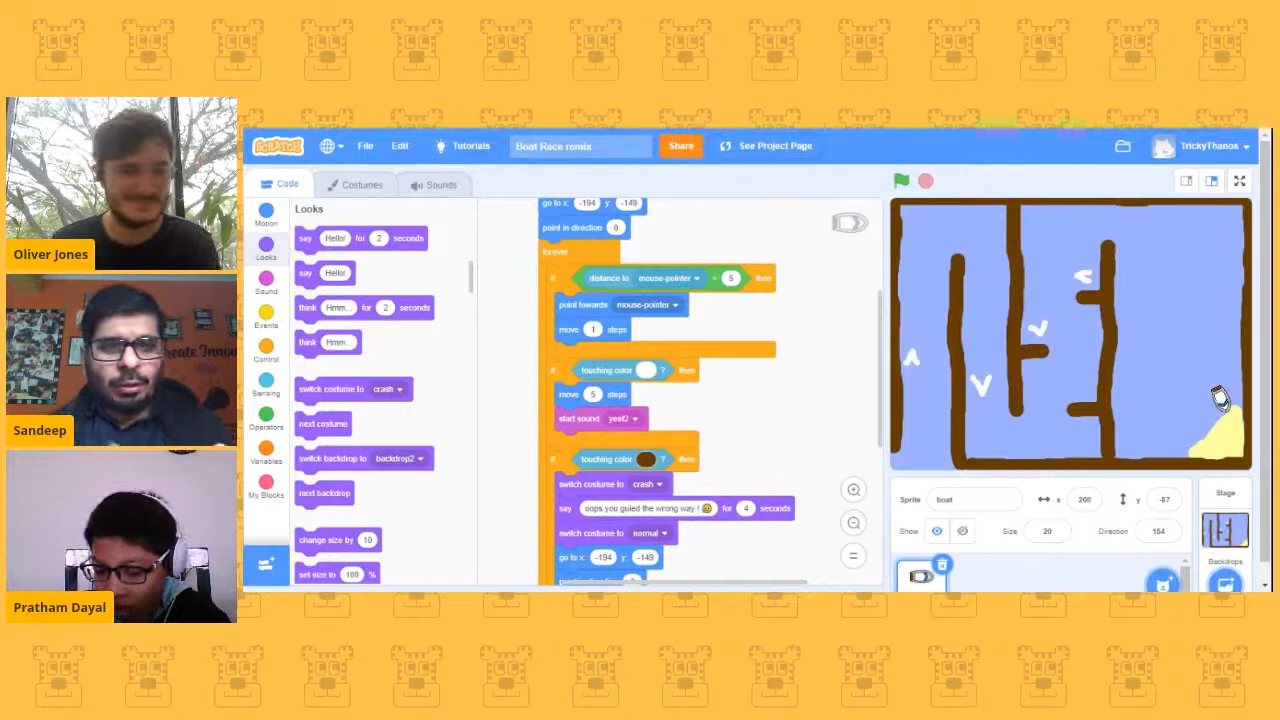 Oliver Jones
Sandeep
Pratham Dayal
SCRATCH
File
Edit
Tutorials
Boat Race remix
Share
See Project Page
TrickyThanos
Code
Costumes
Sounds
Motion
Looks
Sound
Events
Control
Sensing
Operators
Variables
My Blocks
Looks
say Hello! for 2 seconds
say Hello!
think Hmm... for 2 seconds
think Hmm...
switch costume to crash
next costume
switch backdrop to backdrop2
next backdrop
change size by 10
set size to 100 %
go to x: -194 y: -149
point in direction 0
forever
if distance to mouse-pointer 5 then
point towards mouse-pointer
move 1 steps
if touching color ? then
move 5 steps
start sound yeet2
if touching color ? then
switch costume to crash
say oops you guied the wrong way ! for 4 seconds
switch costume to normal
go to x: -194 y: -149
Sprite boat x 200 y -87
Show Size 20 Direction 154
Stage
Backdrops